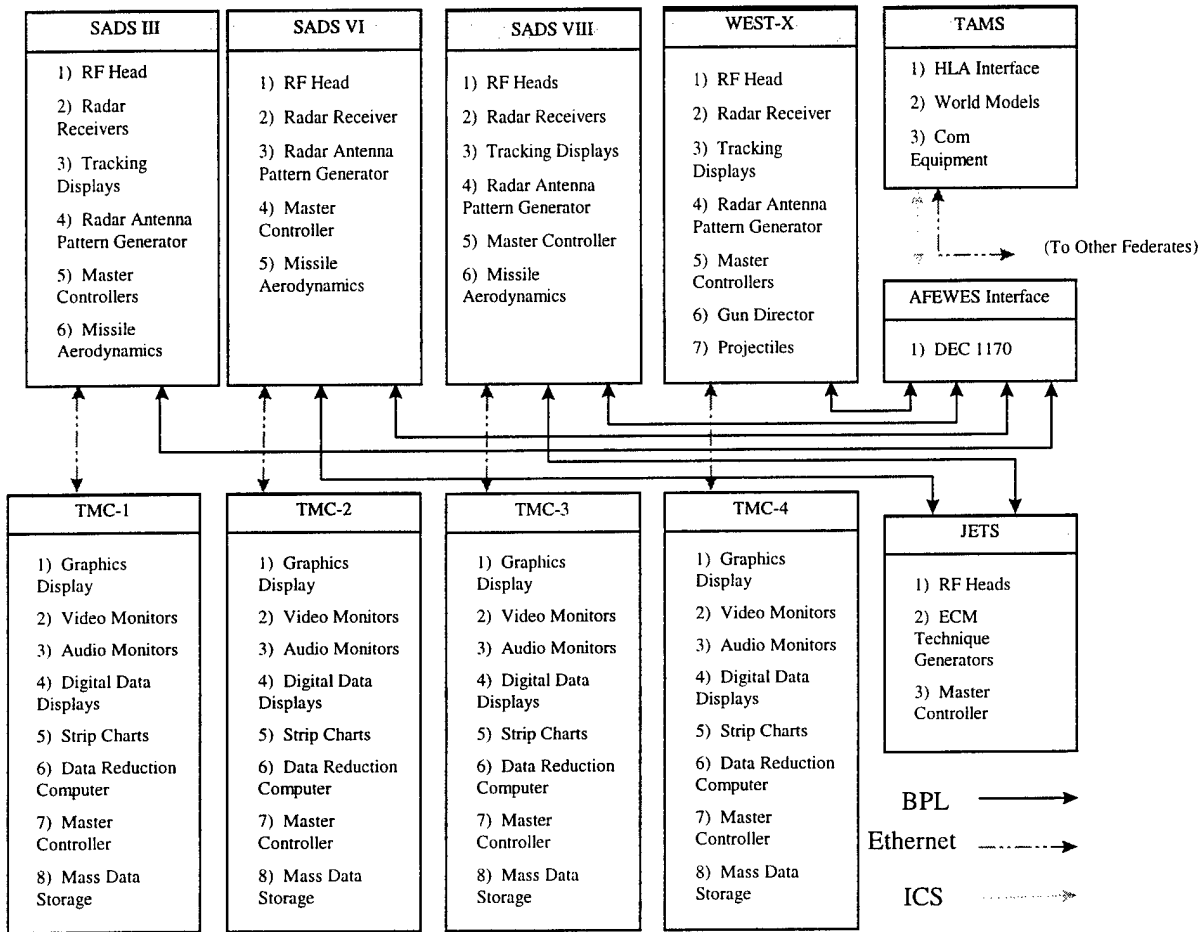 SADS III
1) RF Head
2) Radar
Receivers
3) Tracking
Displays
4) Radar Antenna
Pattern Generator
5) Master
Controllers
6) Missile
Aerodynamics
SADS VI
1) RF Head
2) Radar Receiver
3) Radar Antenna
Pattern Generator
4) Master
Controller
5) Missile
Aerodynamics
SADS VIII
1) RF Heads
2) Radar Receivers
3) Tracking Displays
4) Radar Antenna
Pattern Generator
5) Master Controller
6) Missile
Aerodynamics
WEST-X
1) RF Head
2) Radar Receiver
3) Tracking
Displays
4) Radar Antenna
Pattern Generator
5) Master
Controllers
6) Gun Director
7) Projectiles
TAMS
1) HLA Interface
2) World Models
3) Com
Equipment
(To Other Federates)
AFEWES Interface
1) DEC 1170
TMC-1
1) Graphics
Display
2) Video Monitors
3) Audio Monitors
4) Digital Data
Displays
5) Strip Charts
6) Data Reduction
Computer
7) Master
Controller
8) Mass Data
Storage
TMC-2
1) Graphics
Display
2) Video Monitors
3) Audio Monitors
4) Digital Data
Displays
5) Strip Charts
6) Data Reduction
Computer
7) Master
Controller
8) Mass Data
Storage
TMC-3
1) Graphics
Display
2) Video Monitors
3) Audio Monitors
4) Digital Data
Displays
5) Strip Charts
6) Data Reduction
Computer
7) Master
Controller
8) Mass Data
Storage
TMC-4
1) Graphics
Display
2) Video Monitors
3) Audio Monitors
4) Digital Data
Displays
5) Strip Charts
6) Data Reduction
Computer
7) Master
Controller
8) Mass Data
Storage
JETS
1) RF Heads
2) ECM
Technique
Generators
3) Master
Controller
BPL
Ethernet
ICS